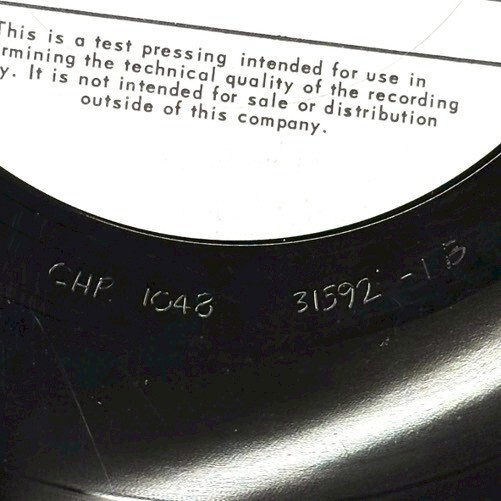 This is a test pressing intended for use in
rmining the technical quality of the recording
y. It is not intended for sale or distribution
outside of this company.
CHP. 1048 31592 -1 B